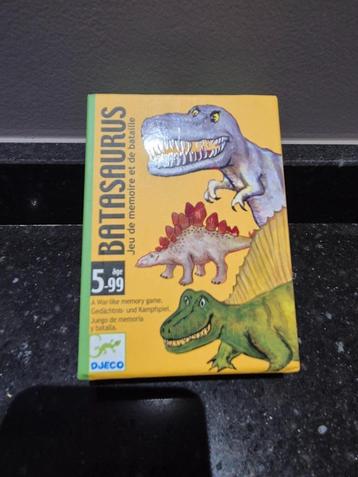 BATASAURUS
Jeu de memoire et de bataille
âge
5-99
A War-like memory game.
Gedächtnis- und Kampfspiel.
Juego de memoria
y batalla.
DJECO